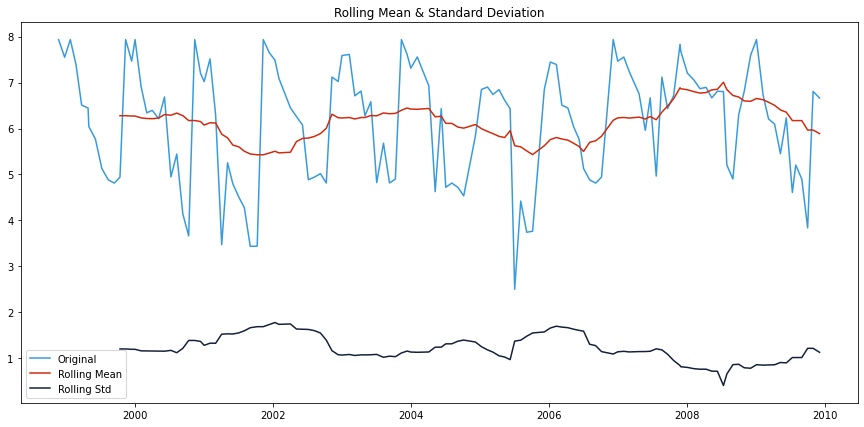 Rolling Mean & Standard Deviation
8
7
6
5
4
3
2
1
Original
Rolling Mean
Rolling Std
2000 2002 2004 2006 2008 2010